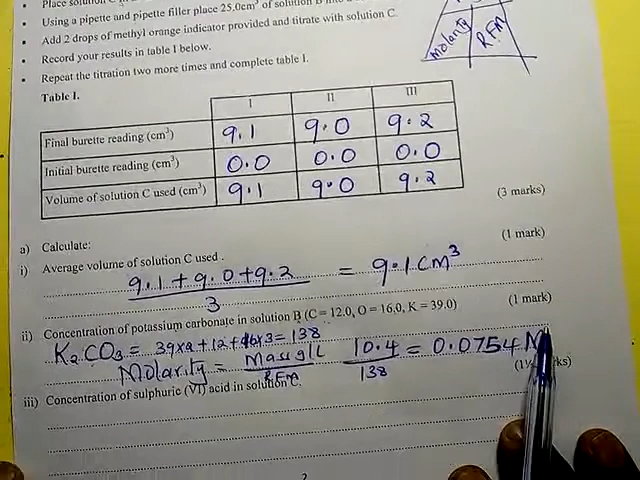 Place solution
Using a pipette and pipette filler place 25.0cm³ of solution B
Add 2 drops of methyl orange indicator provided and titrate with solution C.
Record your results in table I below.
Repeat the titration two more times and complete table I.
molarity RFM
Table I.
I II III
Final burette reading (cm³) 9.1 9.0 9.2
Initial burette reading (cm³) 0.0 0.0 0.0
Volume of solution C used (cm³) 9.1 9.0 9.2
(3 marks)
a) Calculate:
i) Average volume of solution C used . (1 mark)
9.1 + 9.0 + 9.2 = 9.1 cm³
3
ii) Concentration of potassium carbonate in solution B (C = 12.0, O = 16.0, K = 39.0) (1 mark)
K₂CO₃ = 39x2 + 12 + 16x3 = 138
Molarity = Mass g/L 10.4 = 0.0754 M
RFM 138
iii) Concentration of sulphuric (VI) acid in solution C.
2